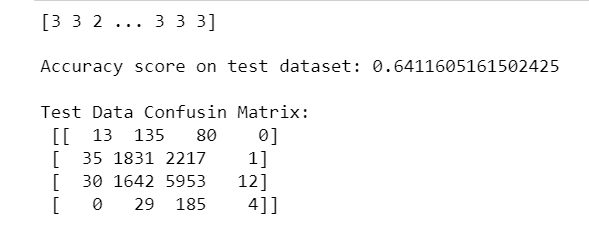 [3 3 2 ... 3 3 3]
Accuracy score on test dataset: 0.6411605161502425
Test Data Confusin Matrix:
[[ 13 135 80 0]
[ 35 1831 2217 1]
[ 30 1642 5953 12]
[ 0 29 185 4]]